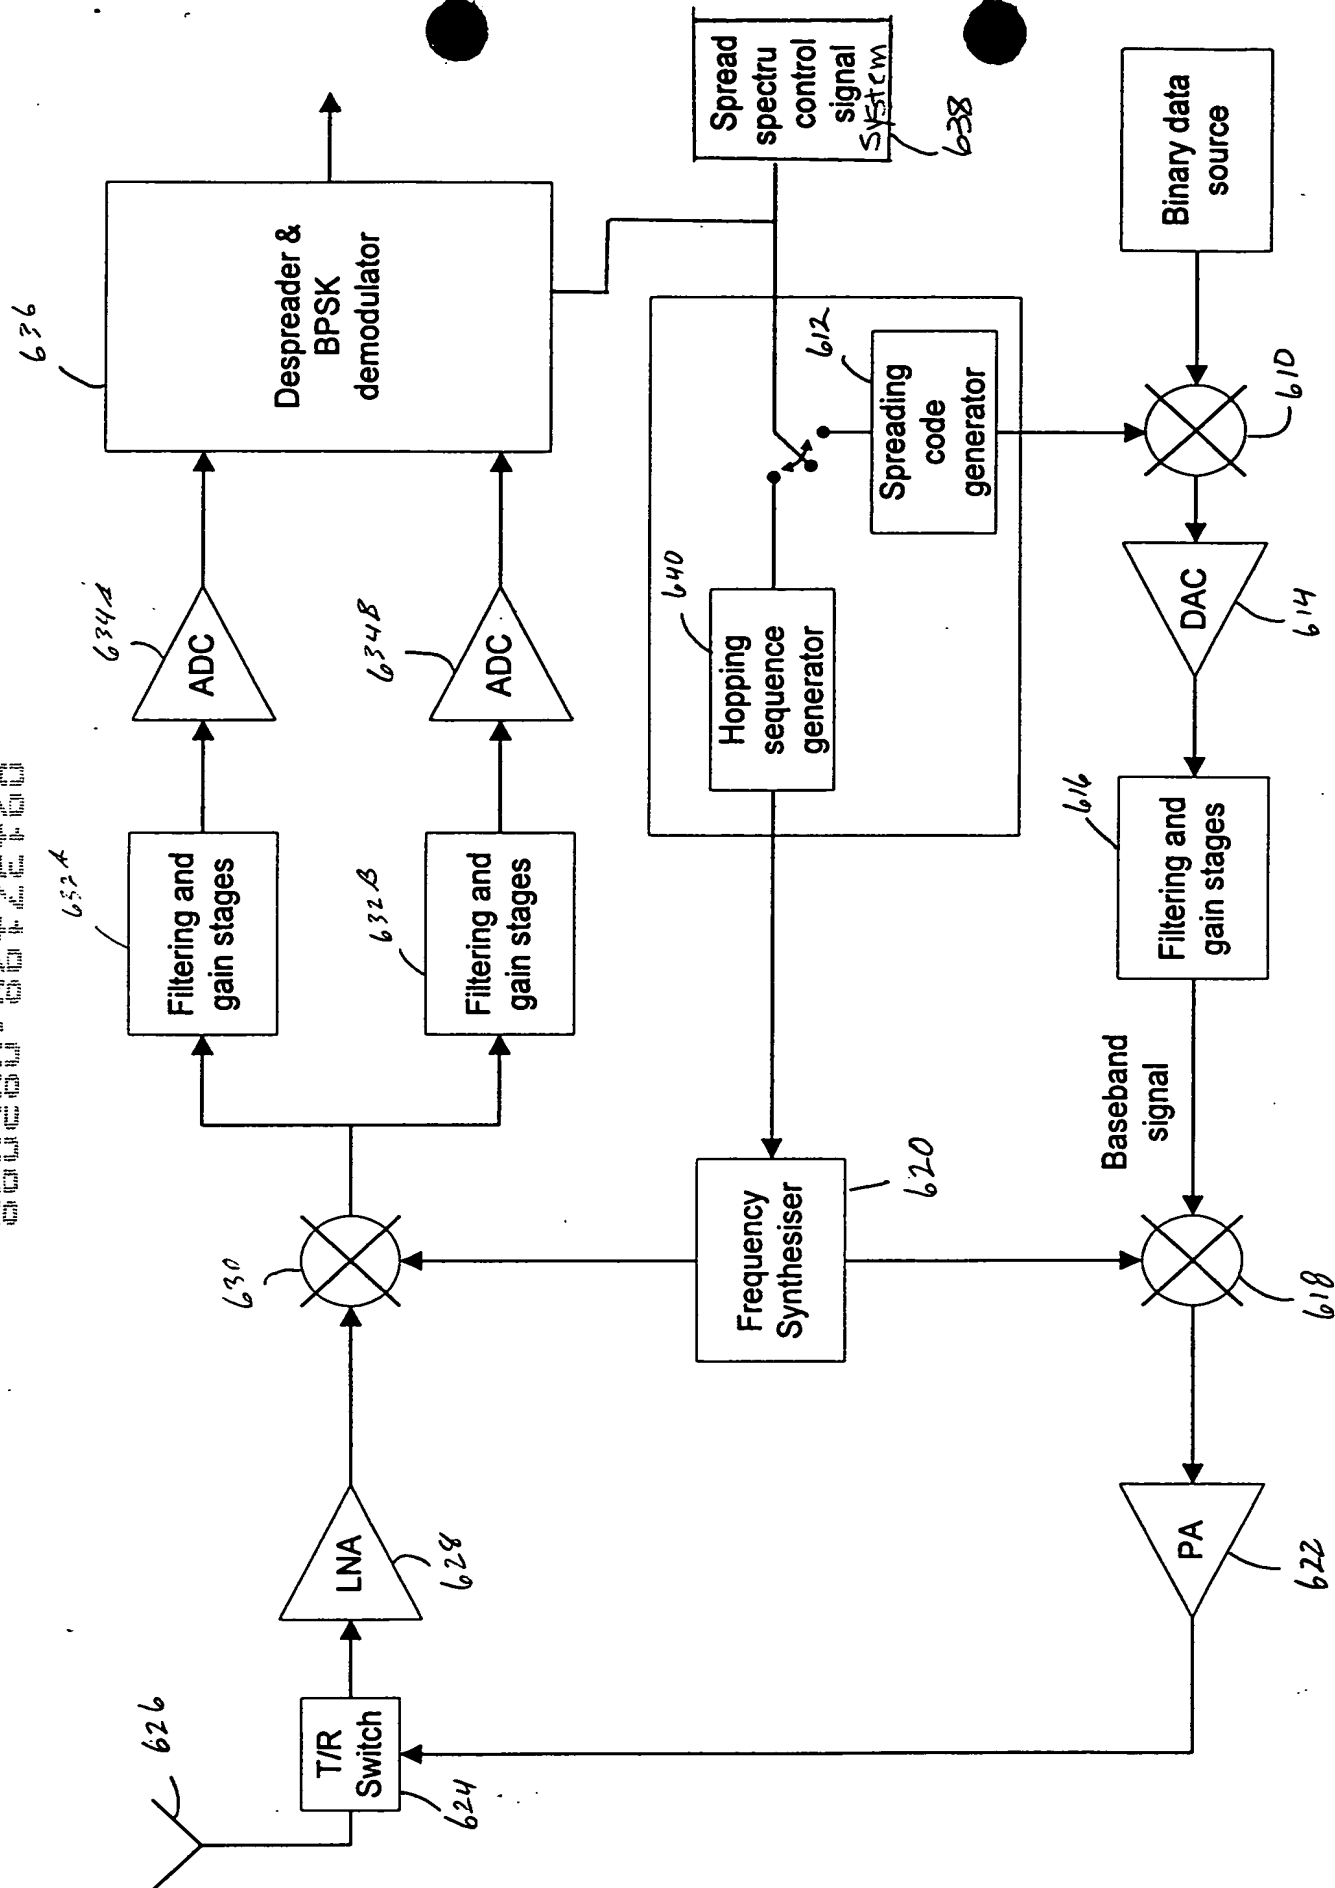 626
T/R
Switch
624
LNA
628
630
632A
Filtering and
gain stages
632B
Filtering and
gain stages
634A
ADC
634B
ADC
636
Despreader &
BPSK
demodulator
Frequency
Synthesiser
620
640
Hopping
sequence
generator
612
Spreading
code
generator
Spread
spectru
control
signal
system
638
PA
622
618
Baseband
signal
616
Filtering and
gain stages
DAC
614
610
Binary data
source